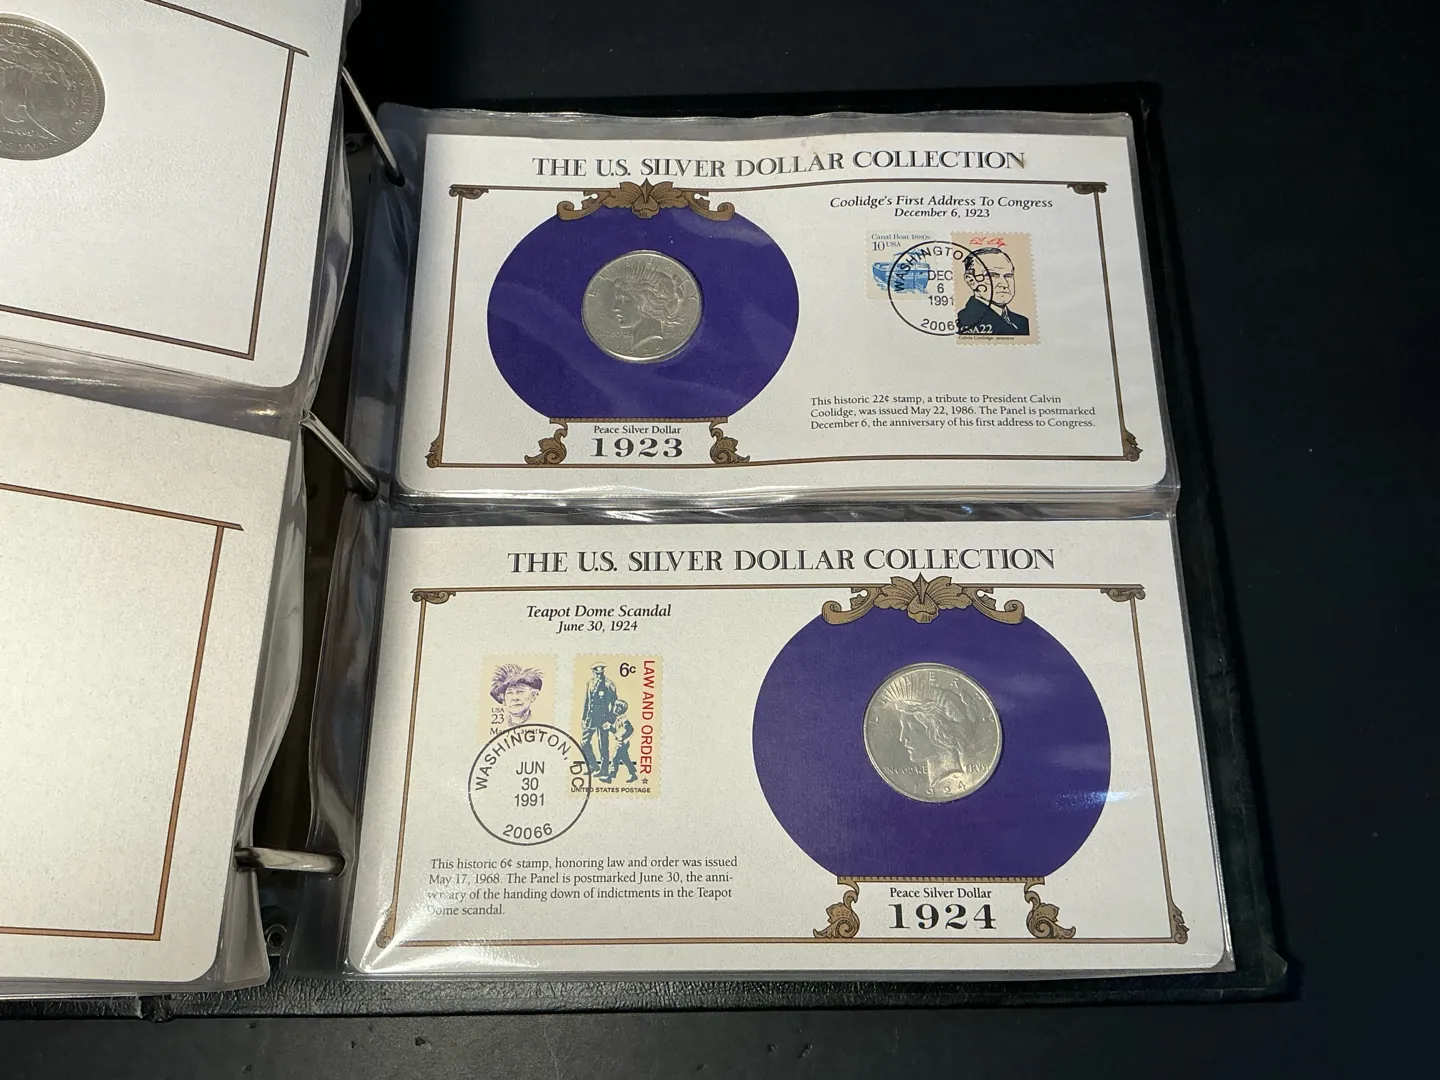 THE U.S. SILVER DOLLAR COLLECTION
Coolidge's First Address To Congress
December 6, 1923
Canal Boat 1880s
10 USA
WASHINGTON, DC
DEC
6
1991
20066
USA 22
Calvin Coolidge
This historic 22¢ stamp, a tribute to President Calvin
Coolidge, was issued May 22, 1986. The Panel is postmarked
December 6, the anniversary of his first address to Congress.
Peace Silver Dollar
1923
THE U.S. SILVER DOLLAR COLLECTION
Teapot Dome Scandal
June 30, 1924
USA
23
6c
LAW AND ORDER
UNITED STATES POSTAGE
WASHINGTON, DC
JUN
30
1991
20066
This historic 6¢ stamp, honoring law and order was issued
May 17, 1968. The Panel is postmarked June 30, the anni-
versary of the handing down of indictments in the Teapot
Dome scandal.
1924
Peace Silver Dollar
1924